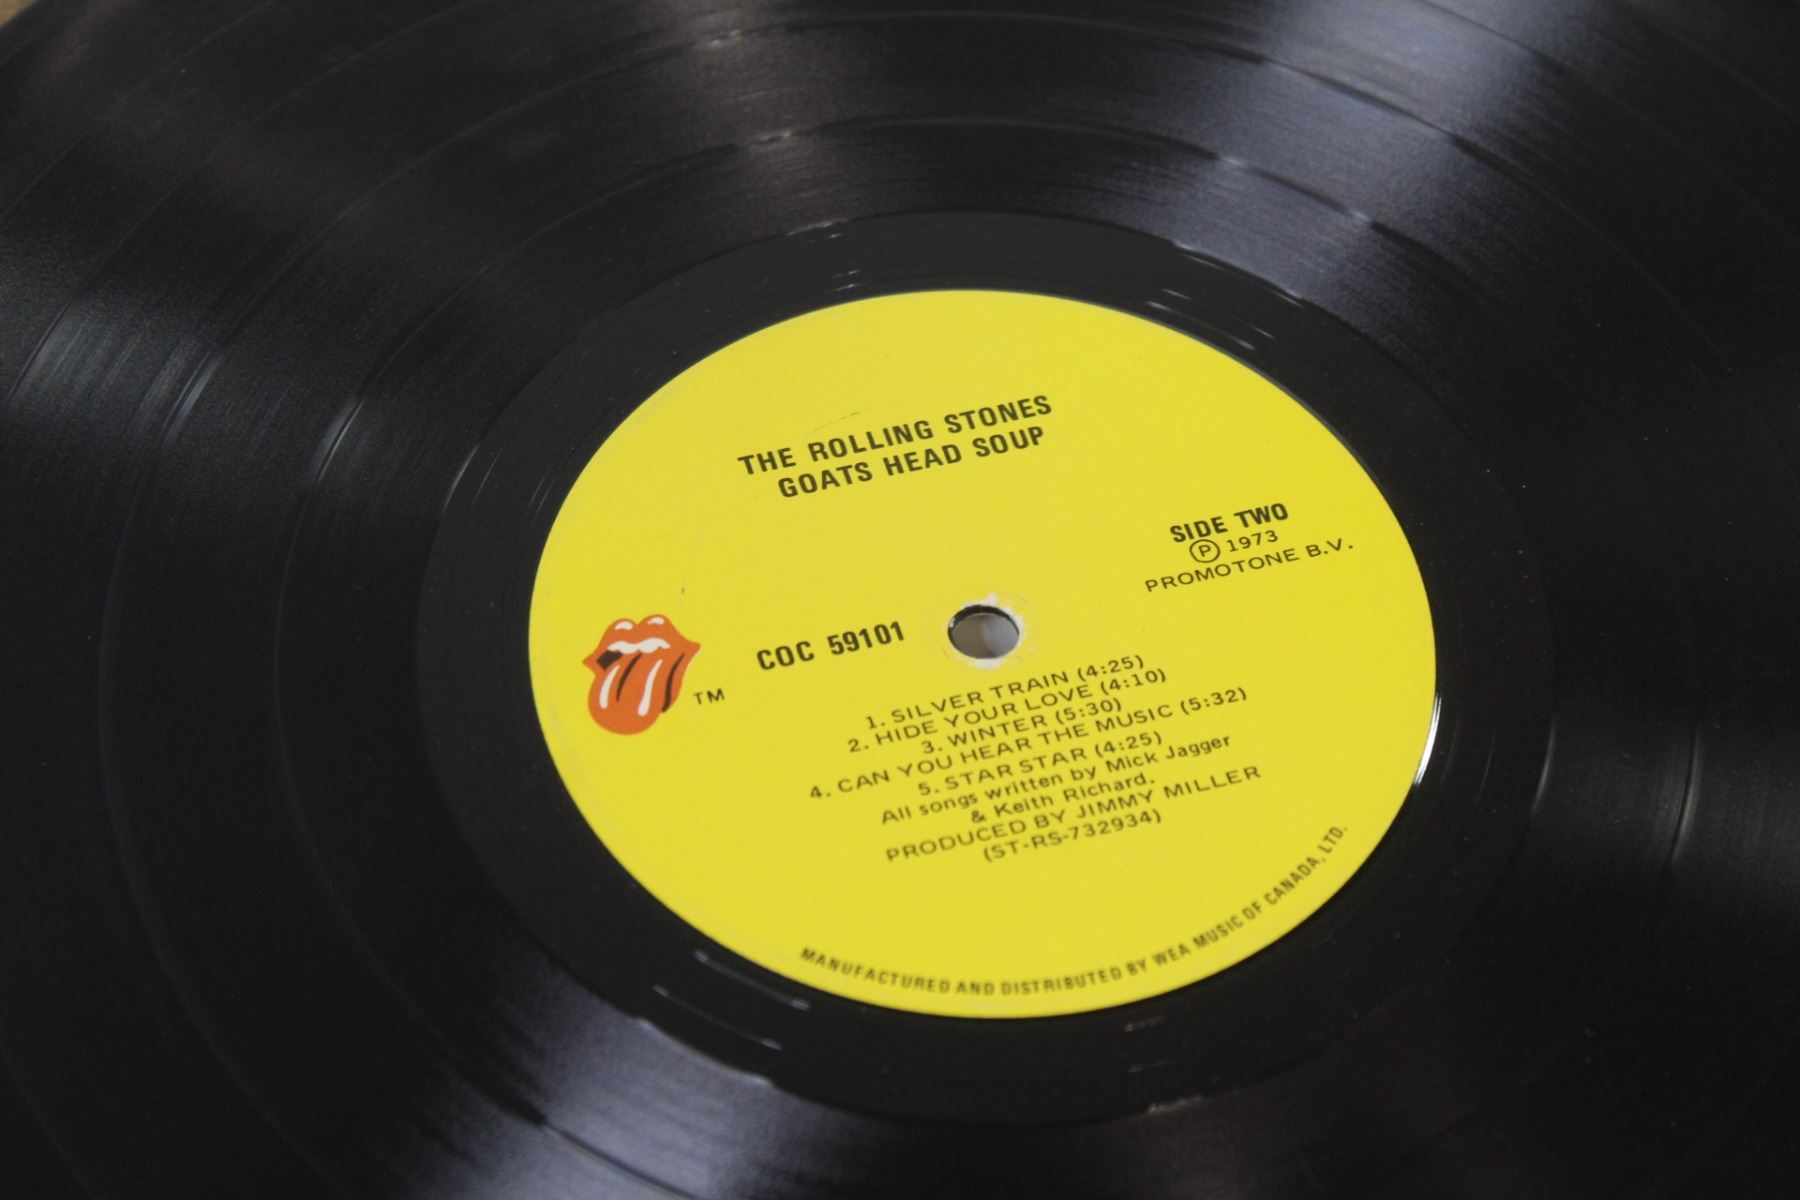 THE ROLLING STONES
GOATS HEAD SOUP
SIDE TWO
Ⓟ 1973
PROMOTONE B.V.
COC 59101
TM
1. SILVER TRAIN (4:25)
2. HIDE YOUR LOVE (4:10)
3. WINTER (5:30)
4. CAN YOU HEAR THE MUSIC (5:32)
5. STAR STAR (4:25)
All songs written by Mick Jagger
& Keith Richard.
PRODUCED BY JIMMY MILLER
(ST-RS-732934)
MANUFACTURED AND DISTRIBUTED BY WEA MUSIC OF CANADA, LTD.